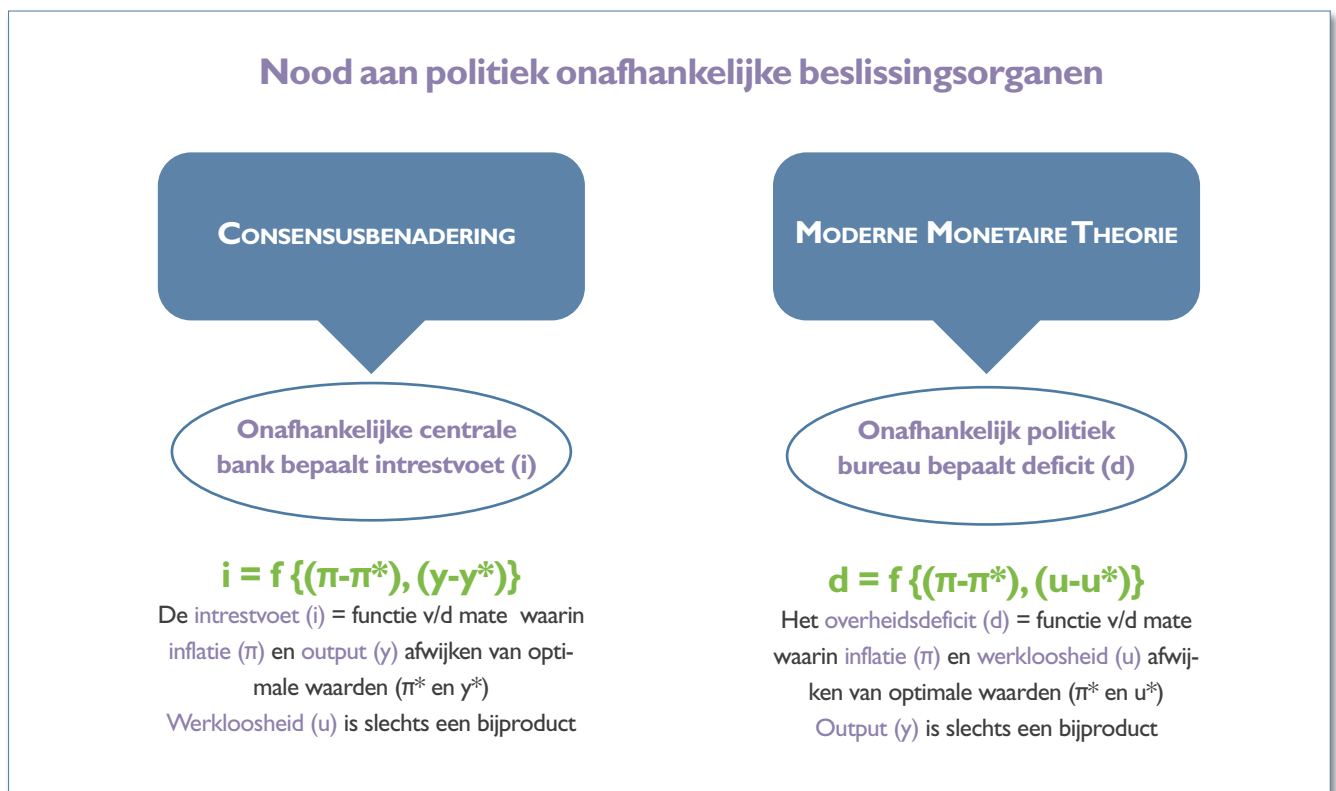 Nood aan politiek onafhankelijke beslissingsorganen
Consensusbenadering
Onafhankelijke centrale
bank bepaalt intrestvoet (i)
i = f {(π-π*), (y-y*)}
De intrestvoet (i) = functie v/d mate waarin
inflatie (π) en output (y) afwijken van opti-
male waarden (π* en y*)
Werkloosheid (u) is slechts een bijproduct
Moderne Monetaire Theorie
Onafhankelijk politiek
bureau bepaalt deficit (d)
d = f {(π-π*), (u-u*)}
Het overheidsdeficit (d) = functie v/d mate
waarin inflatie (π) en werkloosheid (u) afwij-
ken van optimale waarden (π* en u*)
Output (y) is slechts een bijproduct